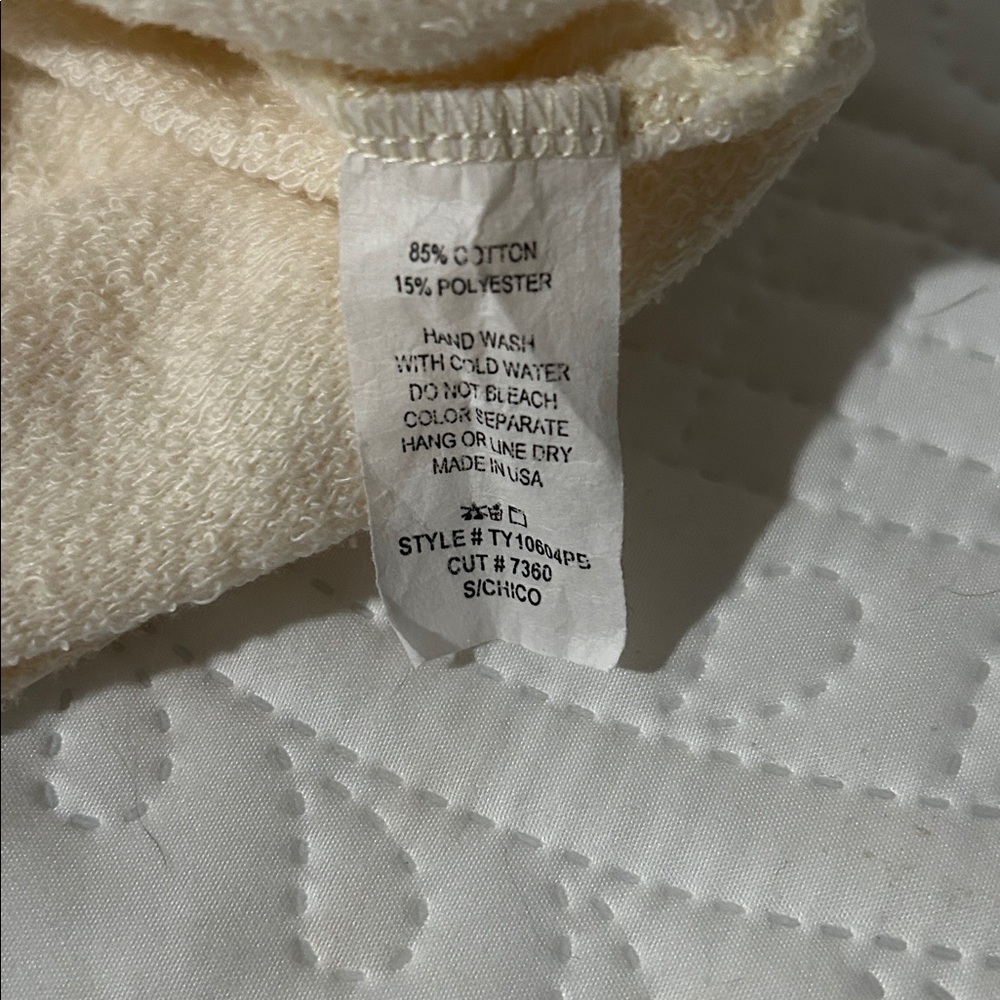 85% COTTON
15% POLYESTER
HAND WASH
WITH COLD WATER
DO NOT BLEACH
COLOR SEPARATE
HANG OR LINE DRY
MADE IN USA
STYLE # TY10604PB
CUT # 7360
S/CHICO